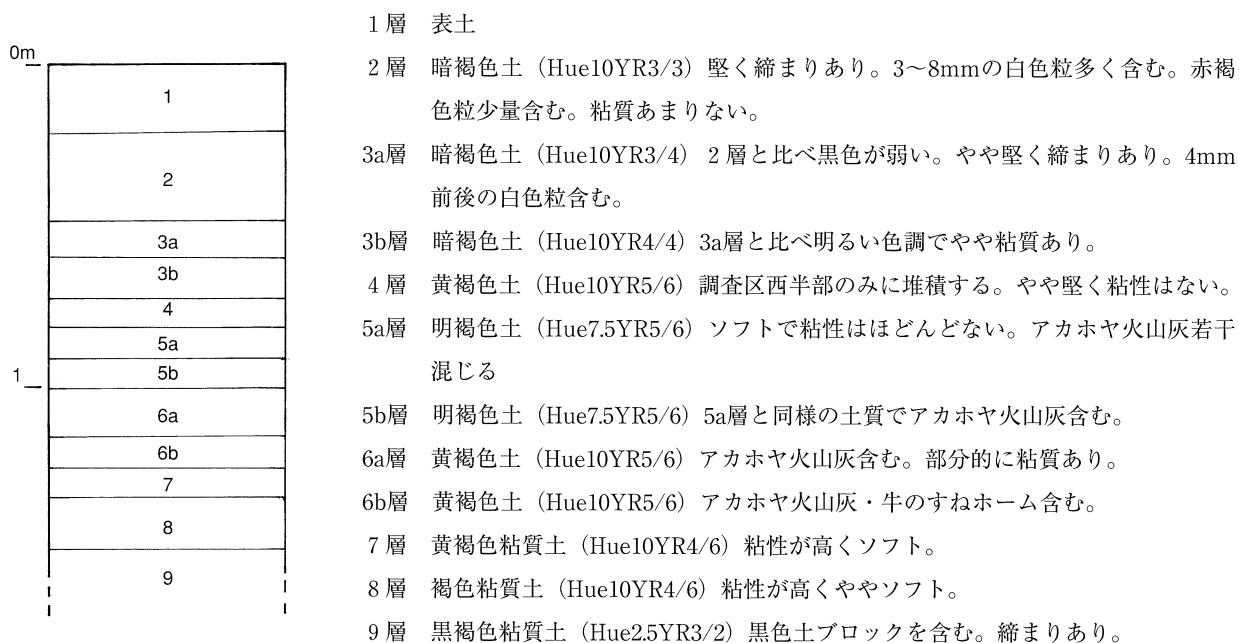 0m
1
2
3a
3b
4
5a
1
5b
6a
6b
7
8
9
1層 表土
2層 暗褐色土（Hue10YR3/3）堅く締まりあり。3〜8mmの白色粒多く含む。赤褐
色粒少量含む。粘質あまりない。
3a層 暗褐色土（Hue10YR3/4）2層と比べ黒色が弱い。やや堅く締まりあり。4mm
前後の白色粒含む。
3b層 暗褐色土（Hue10YR4/4）3a層と比べ明るい色調でやや粘質あり。
4層 黄褐色土（Hue10YR5/6）調査区西半部のみに堆積する。やや堅く粘性はない。
5a層 明褐色土（Hue7.5YR5/6）ソフトで粘性はほどんどない。アカホヤ火山灰若干
混じる
5b層 明褐色土（Hue7.5YR5/6）5a層と同様の土質でアカホヤ火山灰含む。
6a層 黄褐色土（Hue10YR5/6）アカホヤ火山灰含む。部分的に粘質あり。
6b層 黄褐色土（Hue10YR5/6）アカホヤ火山灰・牛のすねホーム含む。
7層 黄褐色粘質土（Hue10YR4/6）粘性が高くソフト。
8層 褐色粘質土（Hue10YR4/6）粘性が高くややソフト。
9層 黒褐色粘質土（Hue2.5YR3/2）黒色土ブロックを含む。締まりあり。